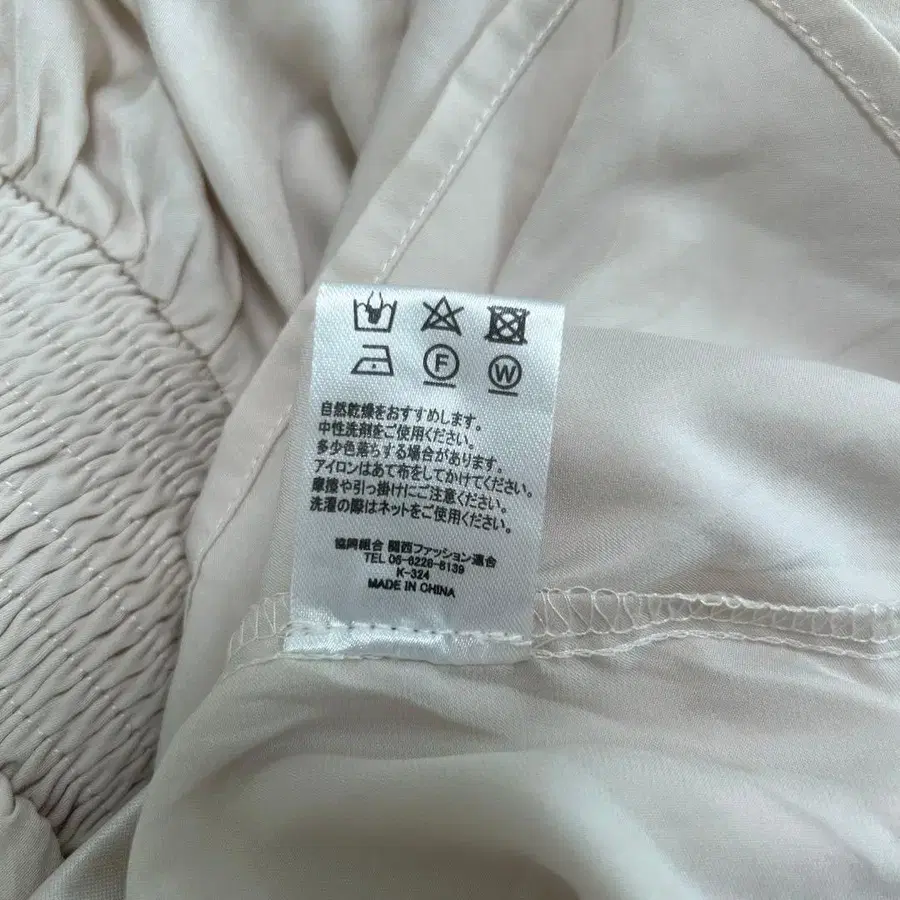 F W
自然乾燥をおすすめします。
中性洗剤をご使用ください。
多少色落ちする場合があります。
アイロンはあて布をしてかけてください。
摩擦や引っ掛けにご注意ください。
洗濯の際はネットをご使用ください。
協同組合 関西ファッション連合
TEL 06-6228-6139
K-324
MADE IN CHINA